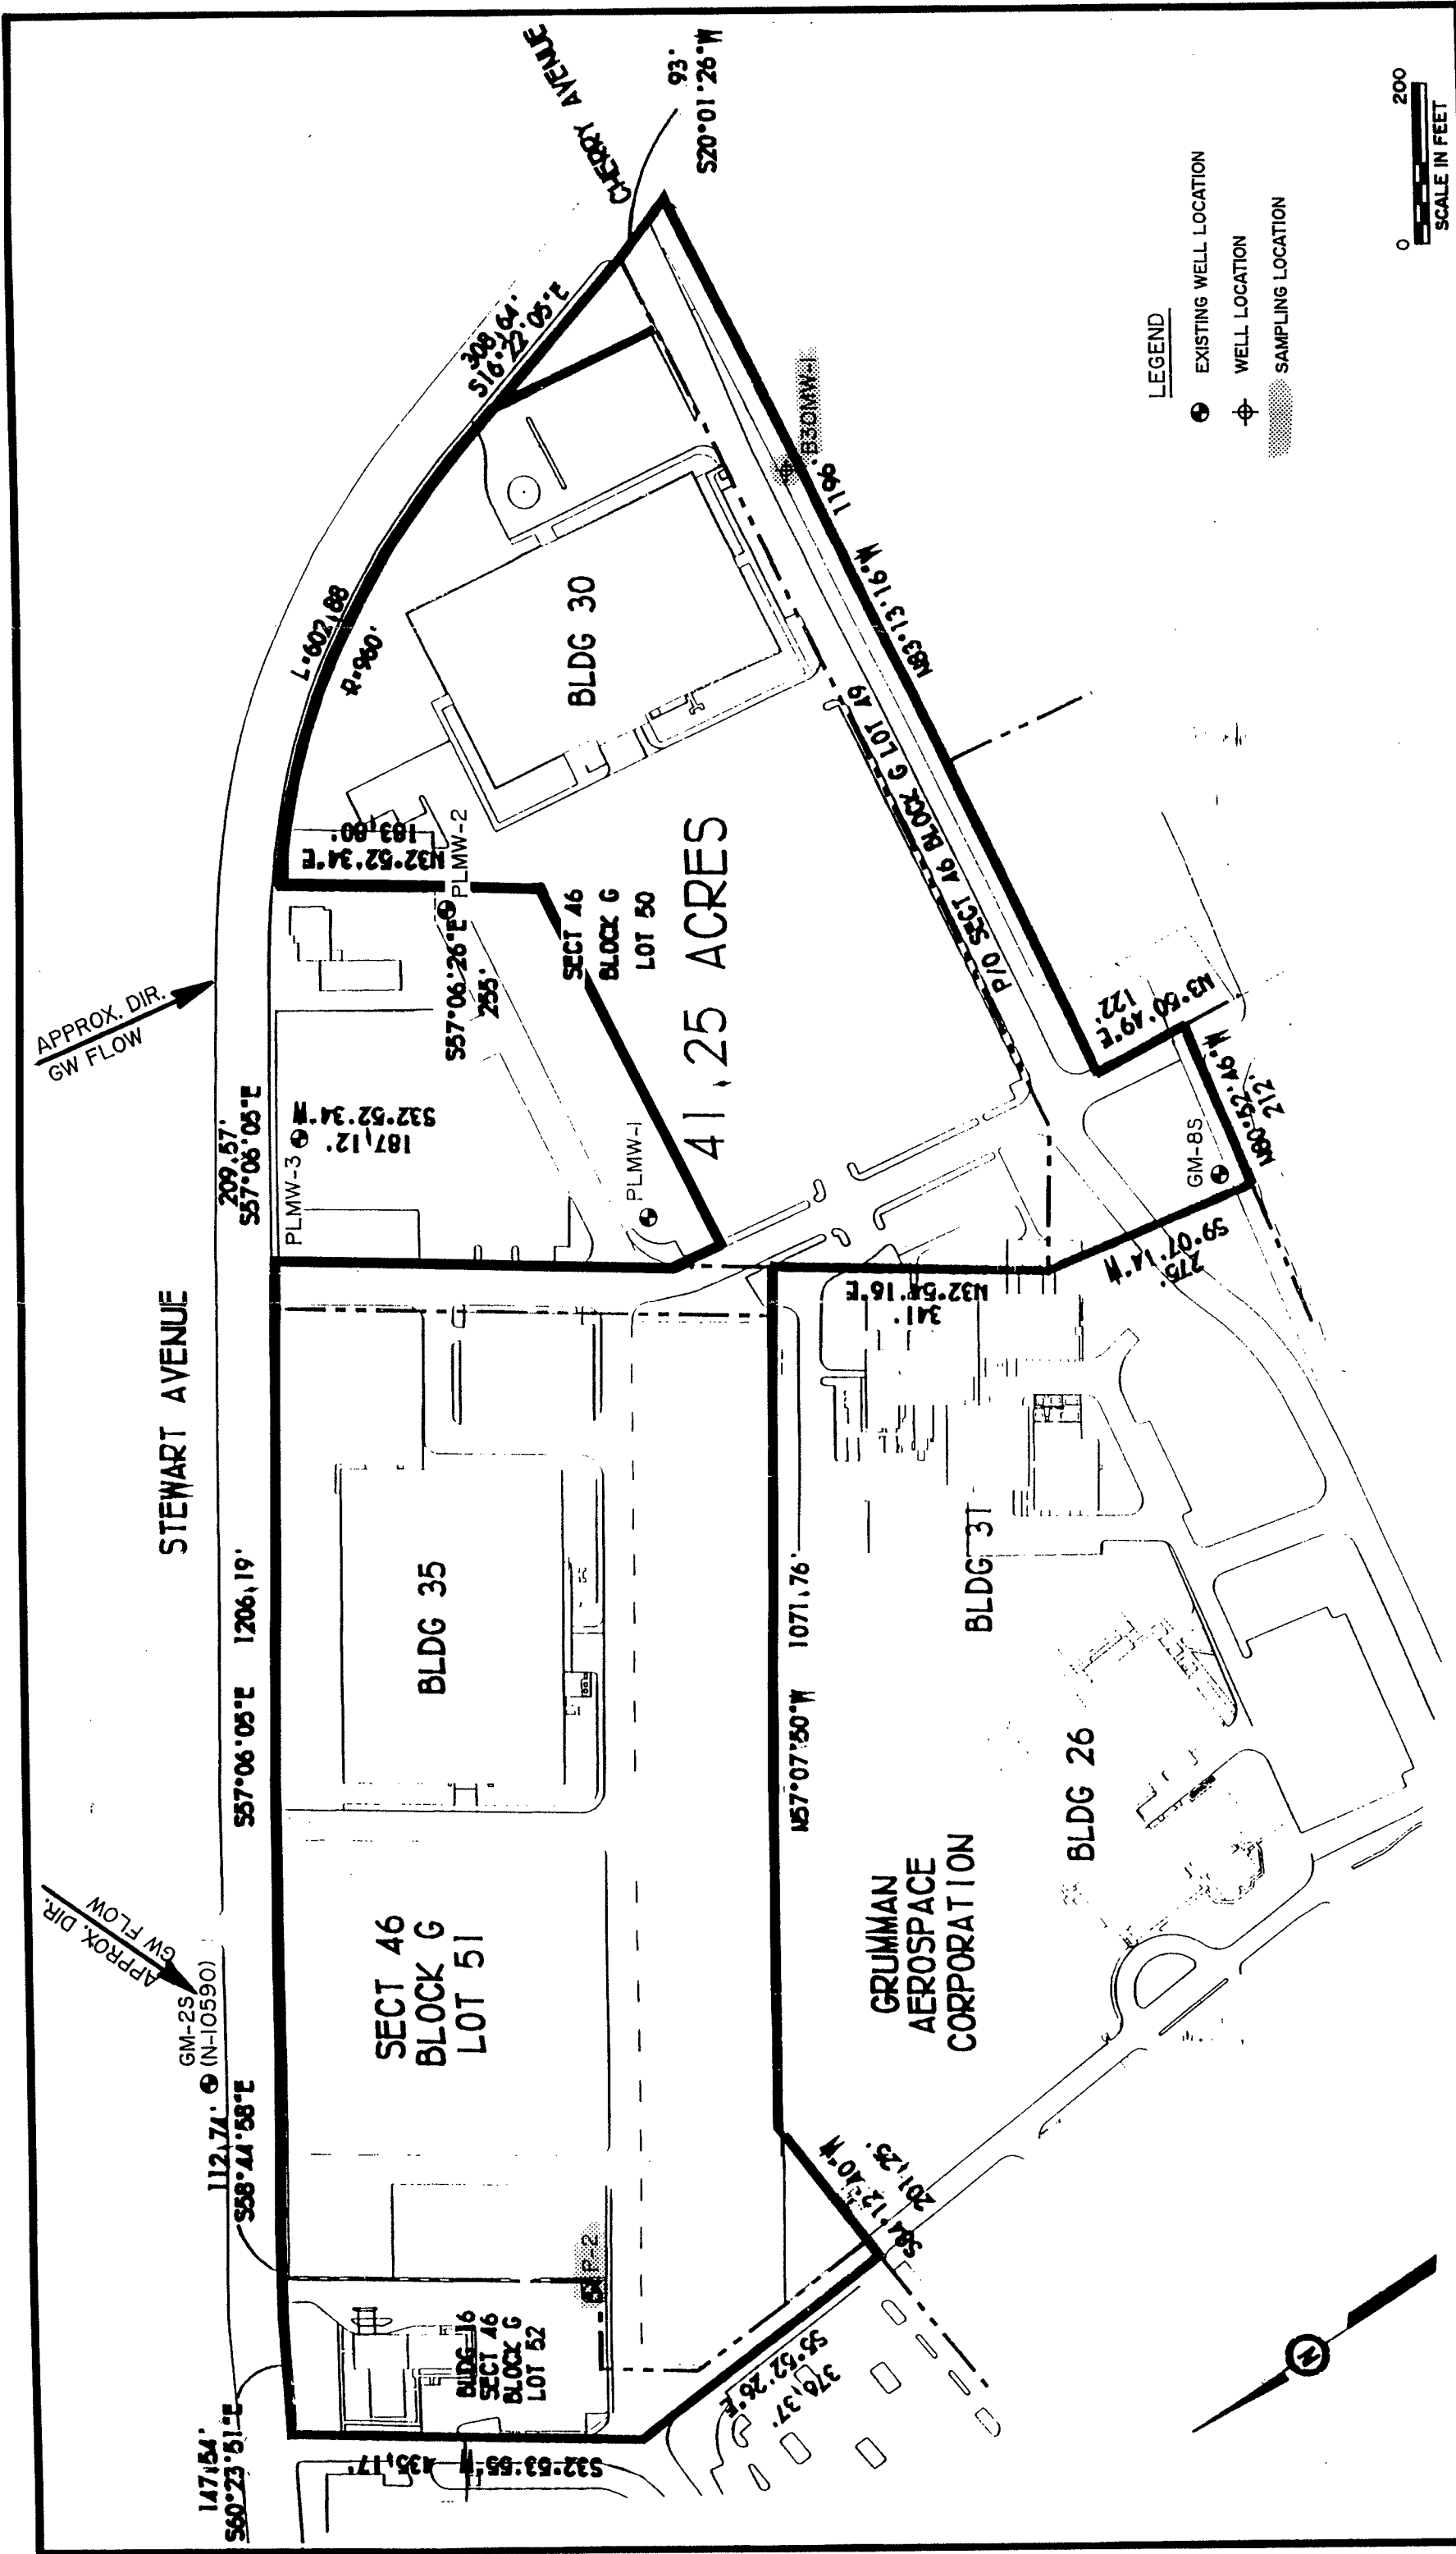 CHERRY AVENUE
93'
S20°01'26"W
308.64'
S16°22'05"E
L=602.88
R=960'
BLDG 30
B30MW-1
1196'
N83°13'16"W
LEGEND
EXISTING WELL LOCATION
WELL LOCATION
SAMPLING LOCATION
0 200
SCALE IN FEET
APPROX. DIR.
GW FLOW
N32°52'34"E
183.80'
PLMW-2
S57°06'26"E
255'
SECT 46
BLOCK G
LOT 50
41.25 ACRES
P/O SECT 46 BLOCK G LOT 49
N3°50'49"E
122'
N80°52'46"W
212'
GM-8S
S9°07'14"W
275'
209.57'
S57°06'05"E
PLMW-3
S32°52'34"W
187.12'
PLMW-1
N32°54'16"E
341'
STEWART AVENUE
S57°06'05"E 1206.19'
BLDG 35
N57°07'50"W 1071.76'
BLDG 31
BLDG 26
GRUMMAN
AEROSPACE
CORPORATION
APPROX. DIR.
GW FLOW
GM-2S
(N-10590)
112.74'
S58°44'58"E
SECT 46
BLOCK G
LOT 51
P-2
BLDG 16
SECT 46
BLOCK G
LOT 52
147.54'
S60°23'51"E
S32°53'55"W 435.17'
S5°52'26"E
376.37'
S84°12'40"W
201.25'
N